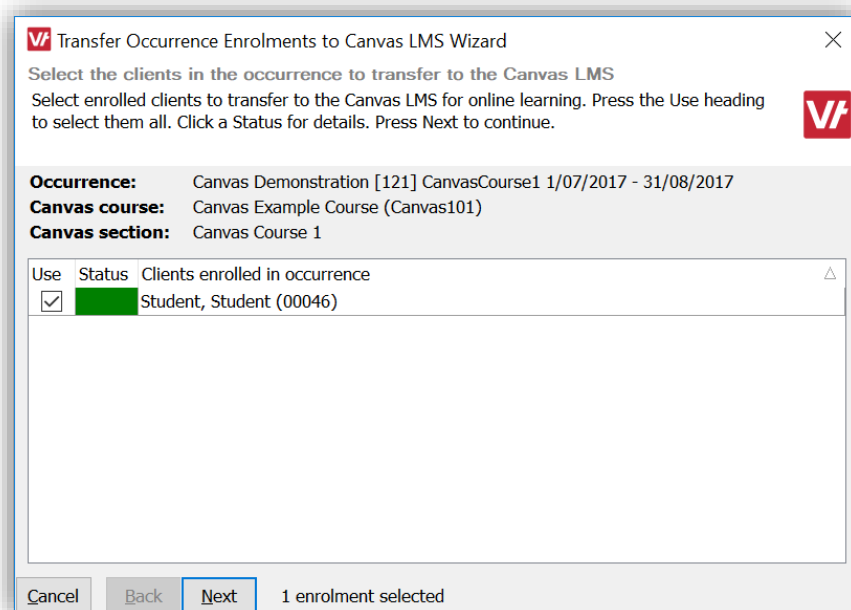 Transfer Occurrence Enrolments to Canvas LMS Wizard
Select the clients in the occurrence to transfer to the Canvas LMS
Select enrolled clients to transfer to the Canvas LMS for online learning. Press the Use heading
to select them all. Click a Status for details. Press Next to continue.
Occurrence: Canvas Demonstration [121] CanvasCourse1 1/07/2017 - 31/08/2017
Canvas course: Canvas Example Course (Canvas101)
Canvas section: Canvas Course 1
Use Status Clients enrolled in occurrence
Student, Student (00046)
Cancel Back Next 1 enrolment selected